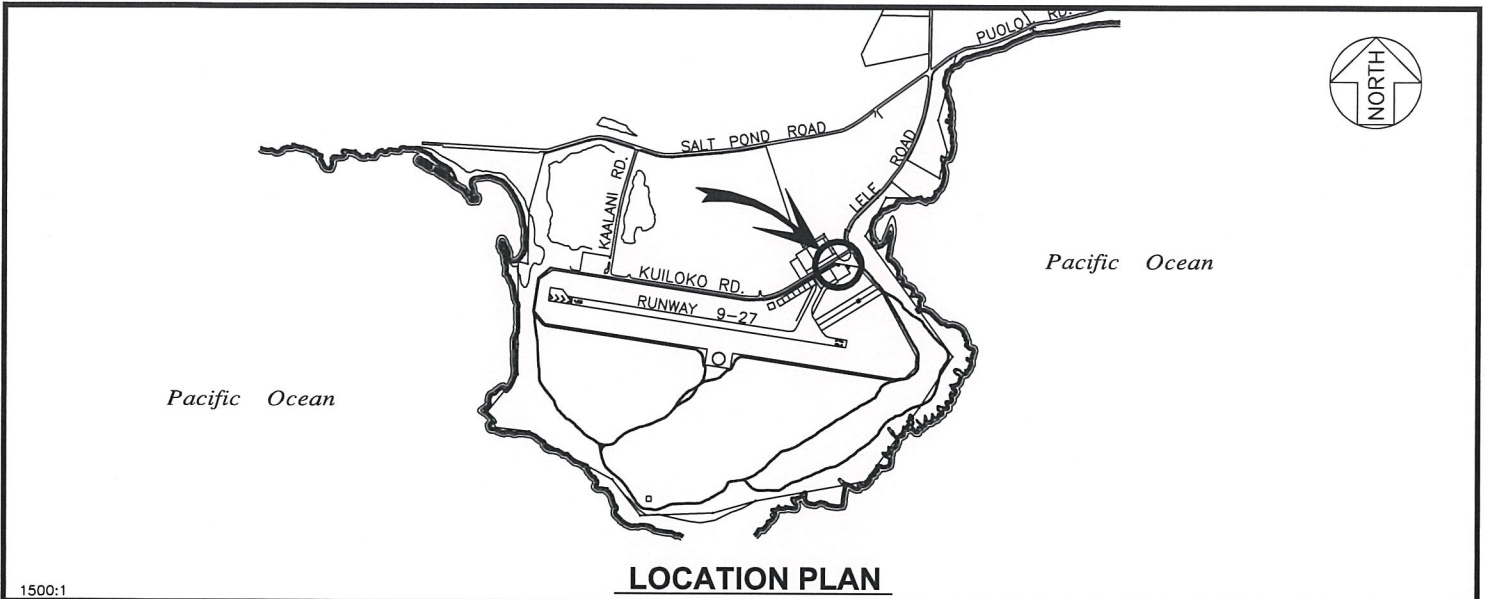 PUOLO RD.
NORTH
SALT POND ROAD
KAALANI RD.
LELE ROAD
KUILOKO RD.
RUNWAY 9-27
Pacific Ocean
Pacific Ocean
LOCATION PLAN
1500:1